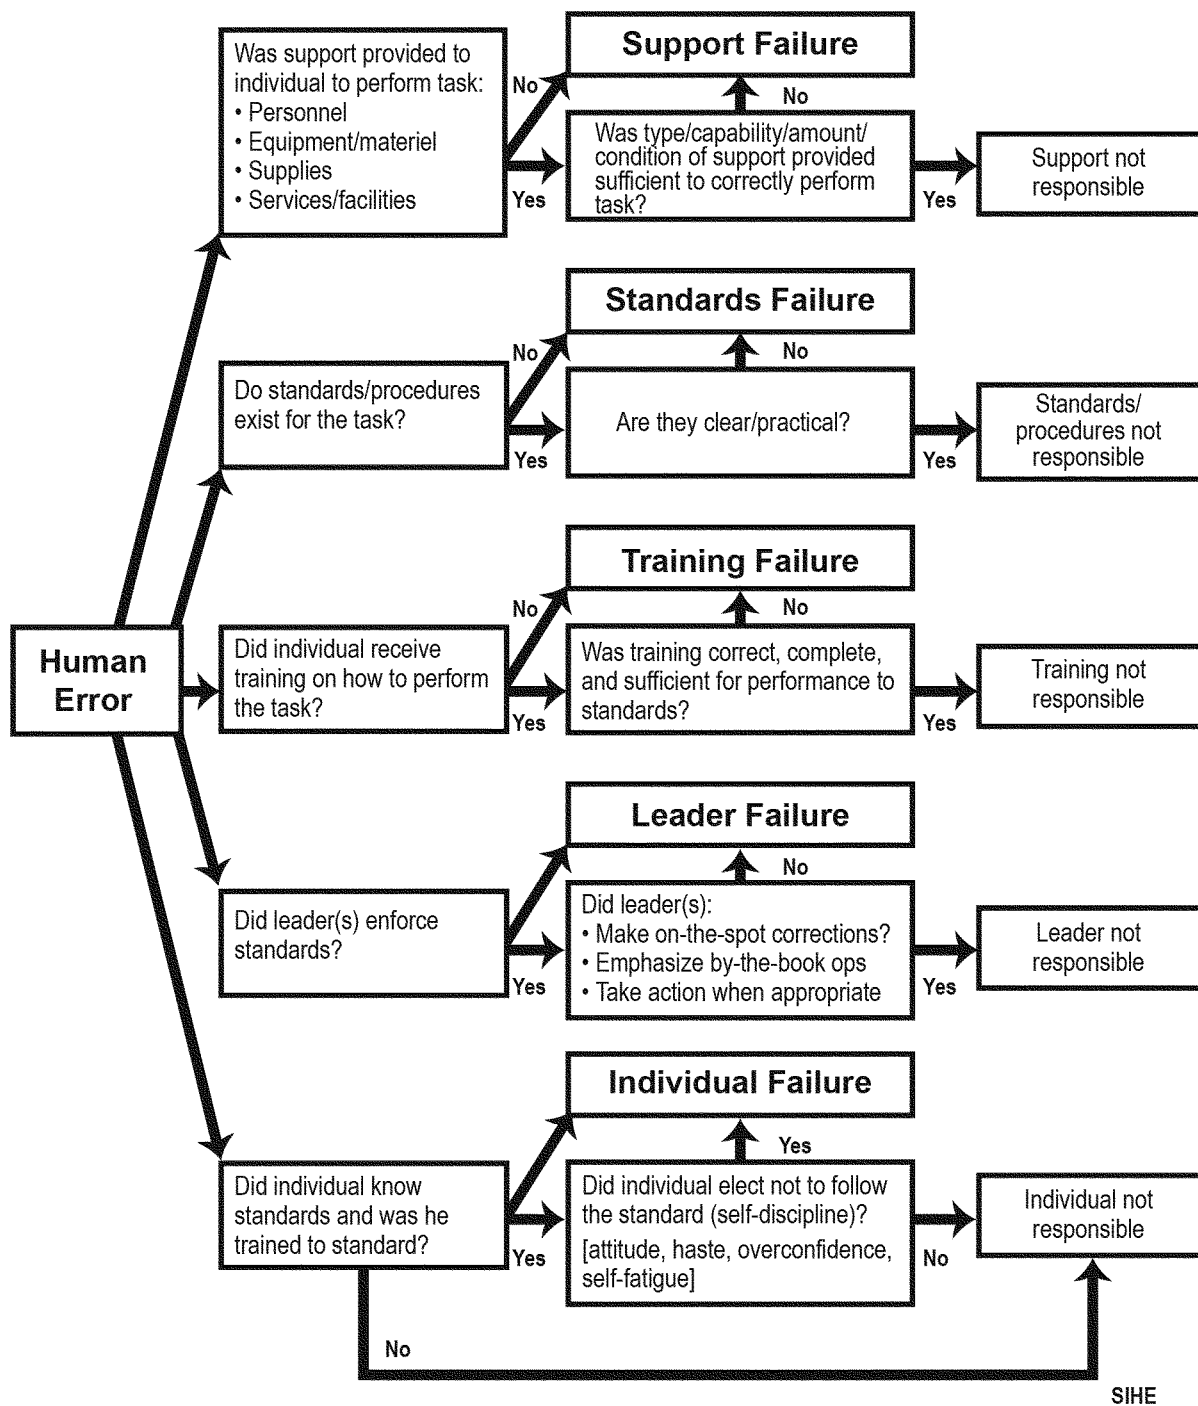 Was support provided to
individual to perform task:
• Personnel
• Equipment/materiel
• Supplies
• Services/facilities
No
Yes
Support Failure
No
Was type/capability/amount/
condition of support provided
sufficient to correctly perform
task?
Yes
Support not
responsible
Do standards/procedures
exist for the task?
No
Yes
Standards Failure
No
Are they clear/practical?
Yes
Standards/
procedures not
responsible
Human
Error
Did individual receive
training on how to perform
the task?
No
Yes
Training Failure
No
Was training correct, complete,
and sufficient for performance to
standards?
Yes
Training not
responsible
Did leader(s) enforce
standards?
Yes
Leader Failure
No
Did leader(s):
• Make on-the-spot corrections?
• Emphasize by-the-book ops
• Take action when appropriate
Yes
Leader not
responsible
Did individual know
standards and was he
trained to standard?
Yes
No
Individual Failure
Yes
Did individual elect not to follow
the standard (self-discipline)?
[attitude, haste, overconfidence,
self-fatigue]
No
Individual not
responsible
SIHE